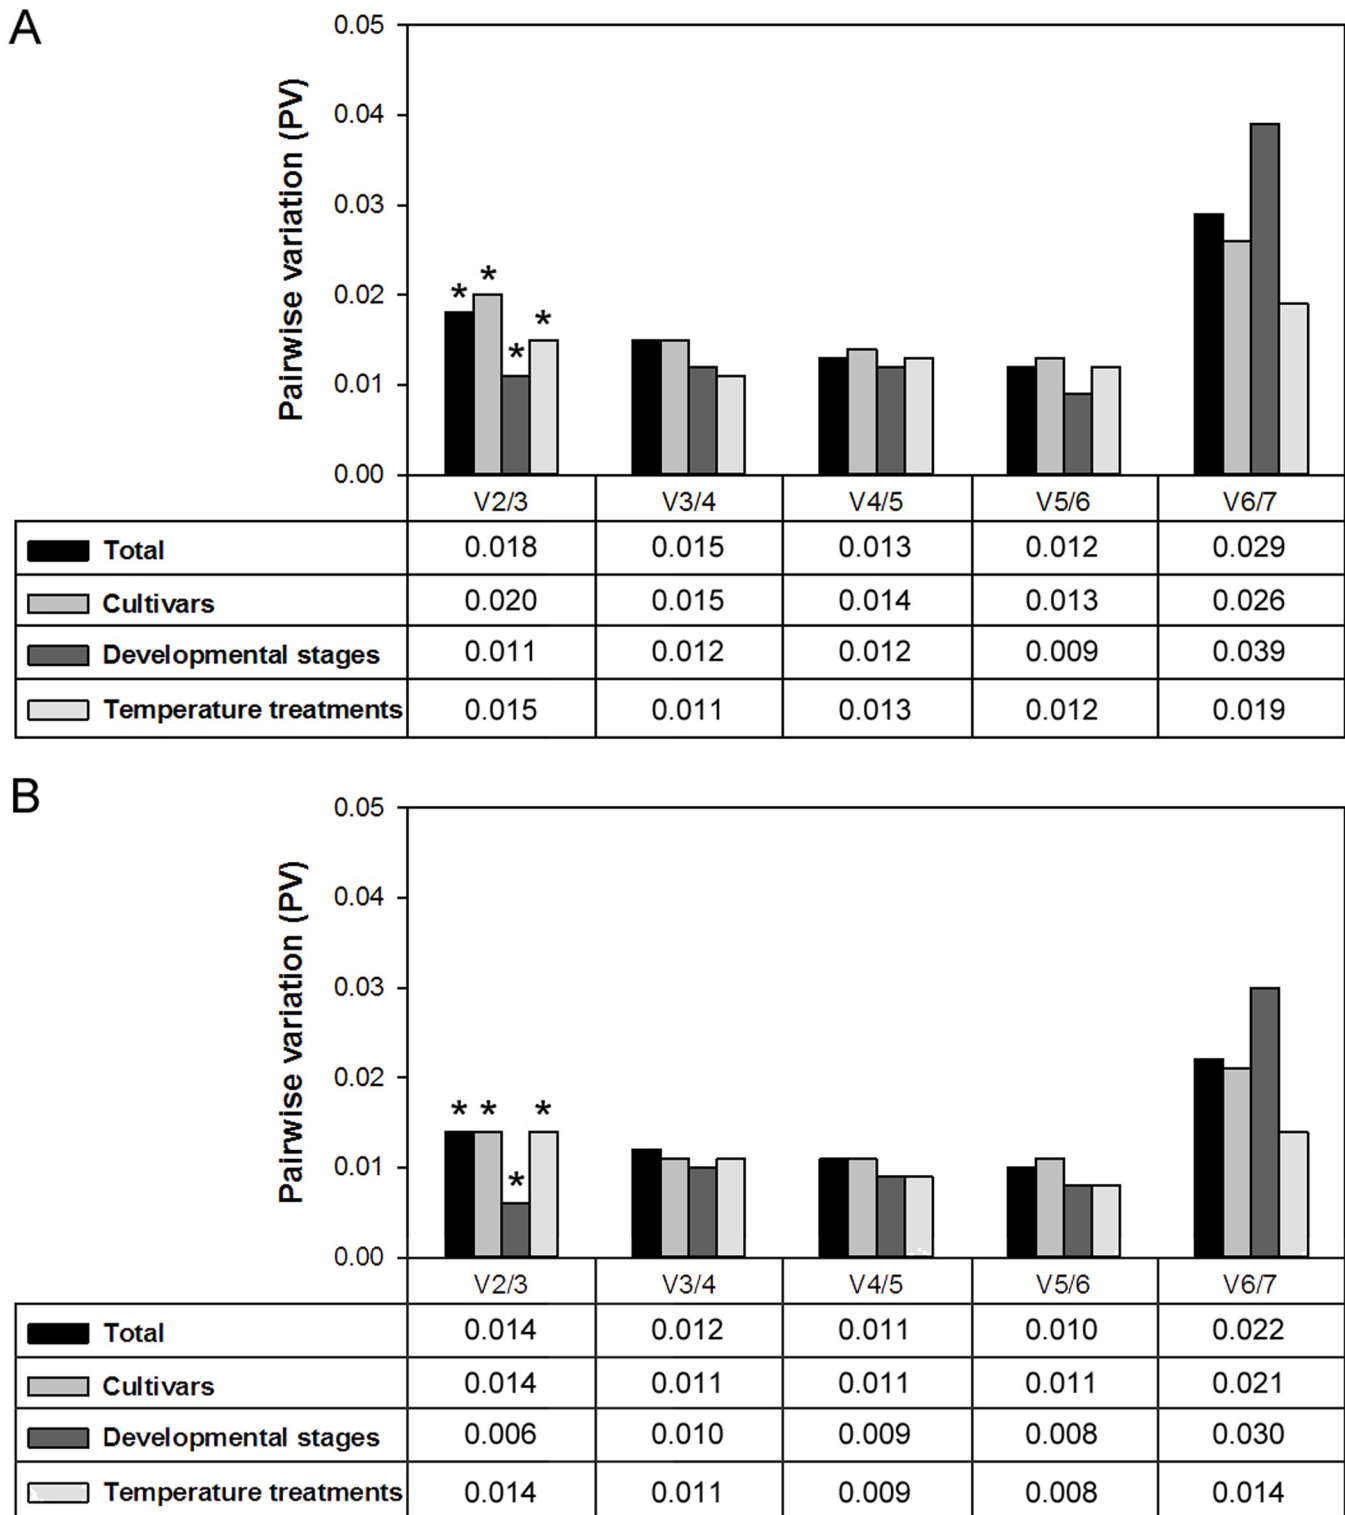 A
Pairwise variation (PV)
0.05
0.04
0.03
0.02
0.01
0.00
* * * *
V2/3 V3/4 V4/5 V5/6 V6/7
Total 0.018 0.015 0.013 0.012 0.029
Cultivars 0.020 0.015 0.014 0.013 0.026
Developmental stages 0.011 0.012 0.012 0.009 0.039
Temperature treatments 0.015 0.011 0.013 0.012 0.019
B
Pairwise variation (PV)
0.05
0.04
0.03
0.02
0.01
0.00
* * * *
V2/3 V3/4 V4/5 V5/6 V6/7
Total 0.014 0.012 0.011 0.010 0.022
Cultivars 0.014 0.011 0.011 0.011 0.021
Developmental stages 0.006 0.010 0.009 0.008 0.030
Temperature treatments 0.014 0.011 0.009 0.008 0.014